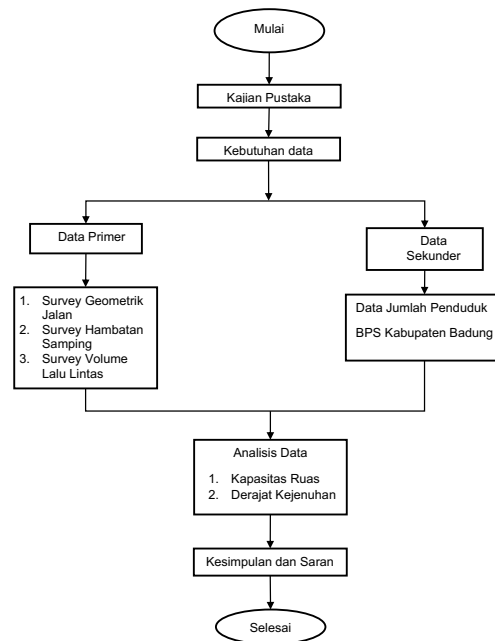 Mulai
Kajian Pustaka
Kebutuhan data
Data Primer
Data
Sekunder
1. Survey Geometrik
Jalan
2. Survey Hambatan
Samping
3. Survey Volume
Lalu Lintas
Data Jumlah Penduduk
BPS Kabupaten Badung
Analisis Data
1. Kapasitas Ruas
2. Derajat Kejenuhan
Kesimpulan dan Saran
Selesai